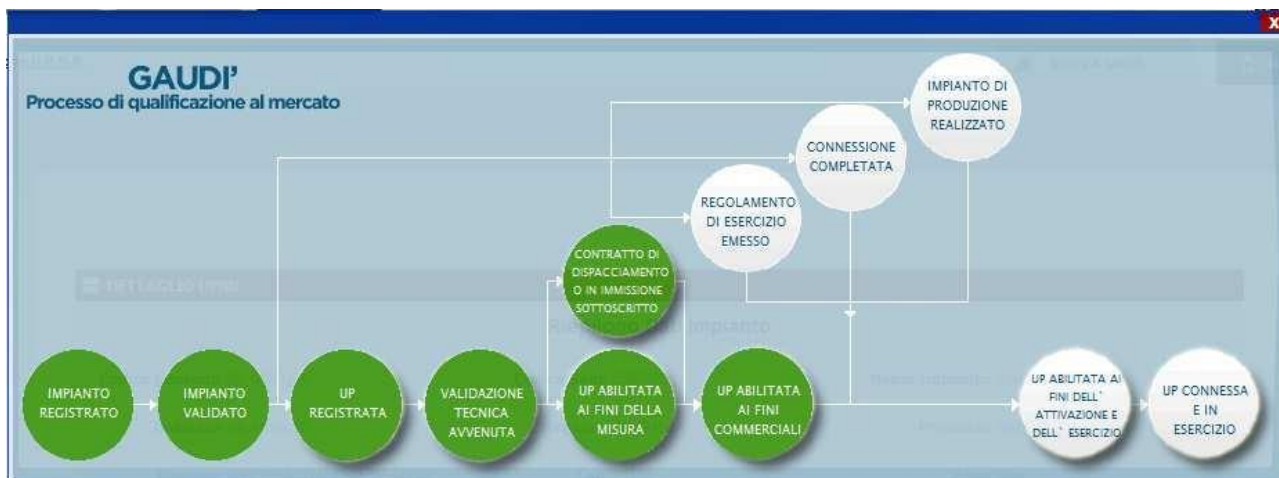 X
GAUDI'
Processo di qualificazione al mercato
IMPIANTO DI
PRODUZIONE
REALIZZATO
CONNESSIONE
COMPLETATA
REGOLAMENTO
DI ESERCIZIO
EMESSO
CONTRATTO DI
DISPACCIAMENTO
O IN IMMISSIONE
SOTTOSCRITTO
IMPIANTO
REGISTRATO
IMPIANTO
VALIDATO
UP
REGISTRATA
VALIDAZIONE
TECNICA
AVVENUTA
UP ABILITATA
AI FINI DELLA
MISURA
UP ABILITATA
AI FINI
COMMERCIALI
UP ABILITATA AI
FINI DELL`
ATTIVAZIONE E
DELL` ESERCIZIO
UP CONNESSA
E IN
ESERCIZIO